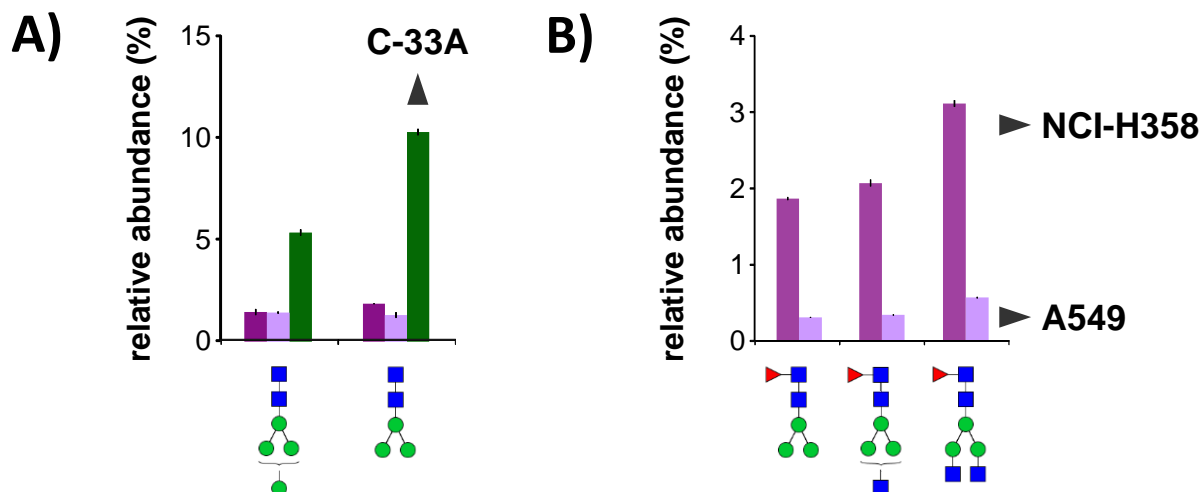 A)
relative abundance (%)
15
10
5
0
C-33A
B)
relative abundance (%)
4
3
2
1
0
NCI-H358
A549